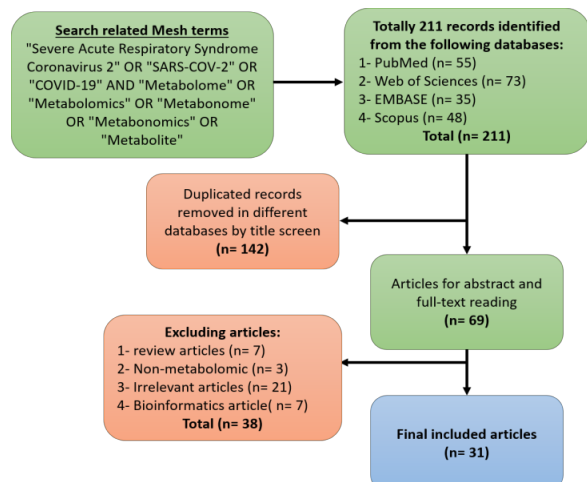 Search related Mesh terms
"Severe Acute Respiratory Syndrome
Coronavirus 2" OR "SARS-COV-2" OR
"COVID-19" AND "Metabolome" OR
"Metabolomics" OR "Metabonome"
OR "Metabonomics" OR
"Metabolite"
Totally 211 records identified
from the following databases:
1- PubMed (n= 55)
2- Web of Sciences (n= 73)
3- EMBASE (n= 35)
4- Scopus (n= 48)
Total (n= 211)
Duplicated records
removed in different
databases by title screen
(n= 142)
Articles for abstract and
full-text reading
(n= 69)
Excluding articles:
1- review articles (n= 7)
2- Non-metabolomic (n= 3)
3- Irrelevant articles (n= 21)
4- Bioinformatics article( n= 7)
Total (n= 38)
Final included articles
(n= 31)